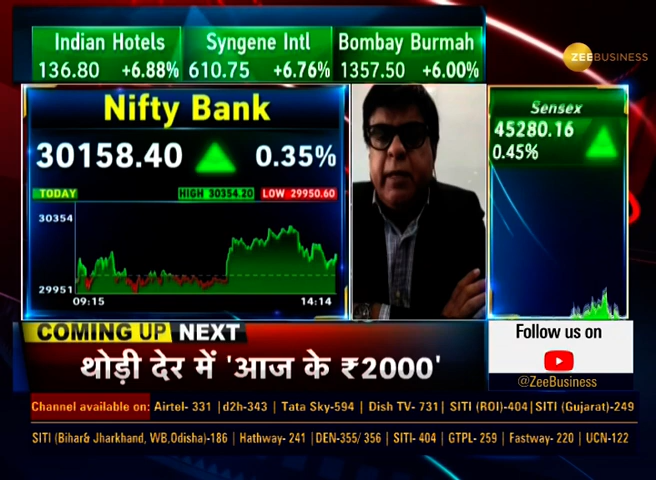 Indian Hotels
136.80 +6.88%
Syngene Intl
610.75 +6.76%
Bombay Burmah
1357.50 +6.00%
ZEEBUSINESS
Nifty Bank
30158.40 0.35%
TODAY HIGH 30354.20 LOW 29950.60
30354
29951
09:15 14:14
Sensex
45280.16
0.45%
COMING UP NEXT
थोड़ी देर में 'आज के ₹2000'
Follow us on
@ZeeBusiness
Channel available on: Airtel- 331 | d2h-343 | Tata Sky-594 | Dish TV- 731 | SITI (ROI)-404 | SITI (Gujarat)-249
SITI (Bihar& Jharkhand, WB,Odisha)-186 | Hathway- 241 | DEN-355/ 356 | SITI- 404 | GTPL- 259 | Fastway- 220 | UCN-122